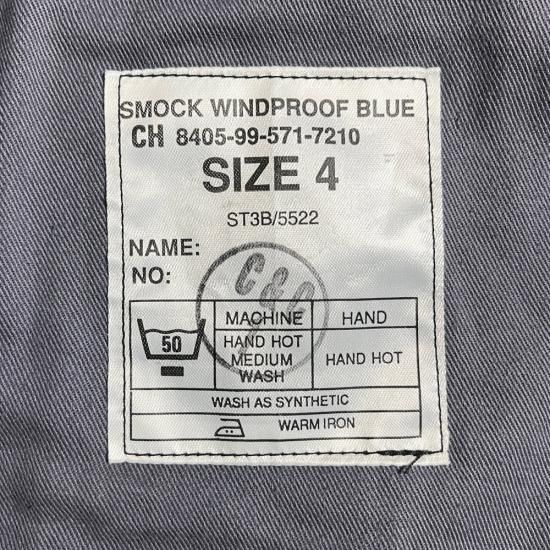 SMOCK WINDPROOF BLUE
CH 8405-99-571-7210
SIZE 4
ST3B/5522
NAME:
NO:
C&C
MACHINE HAND
50 HAND HOT MEDIUM WASH HAND HOT
WASH AS SYNTHETIC
WARM IRON